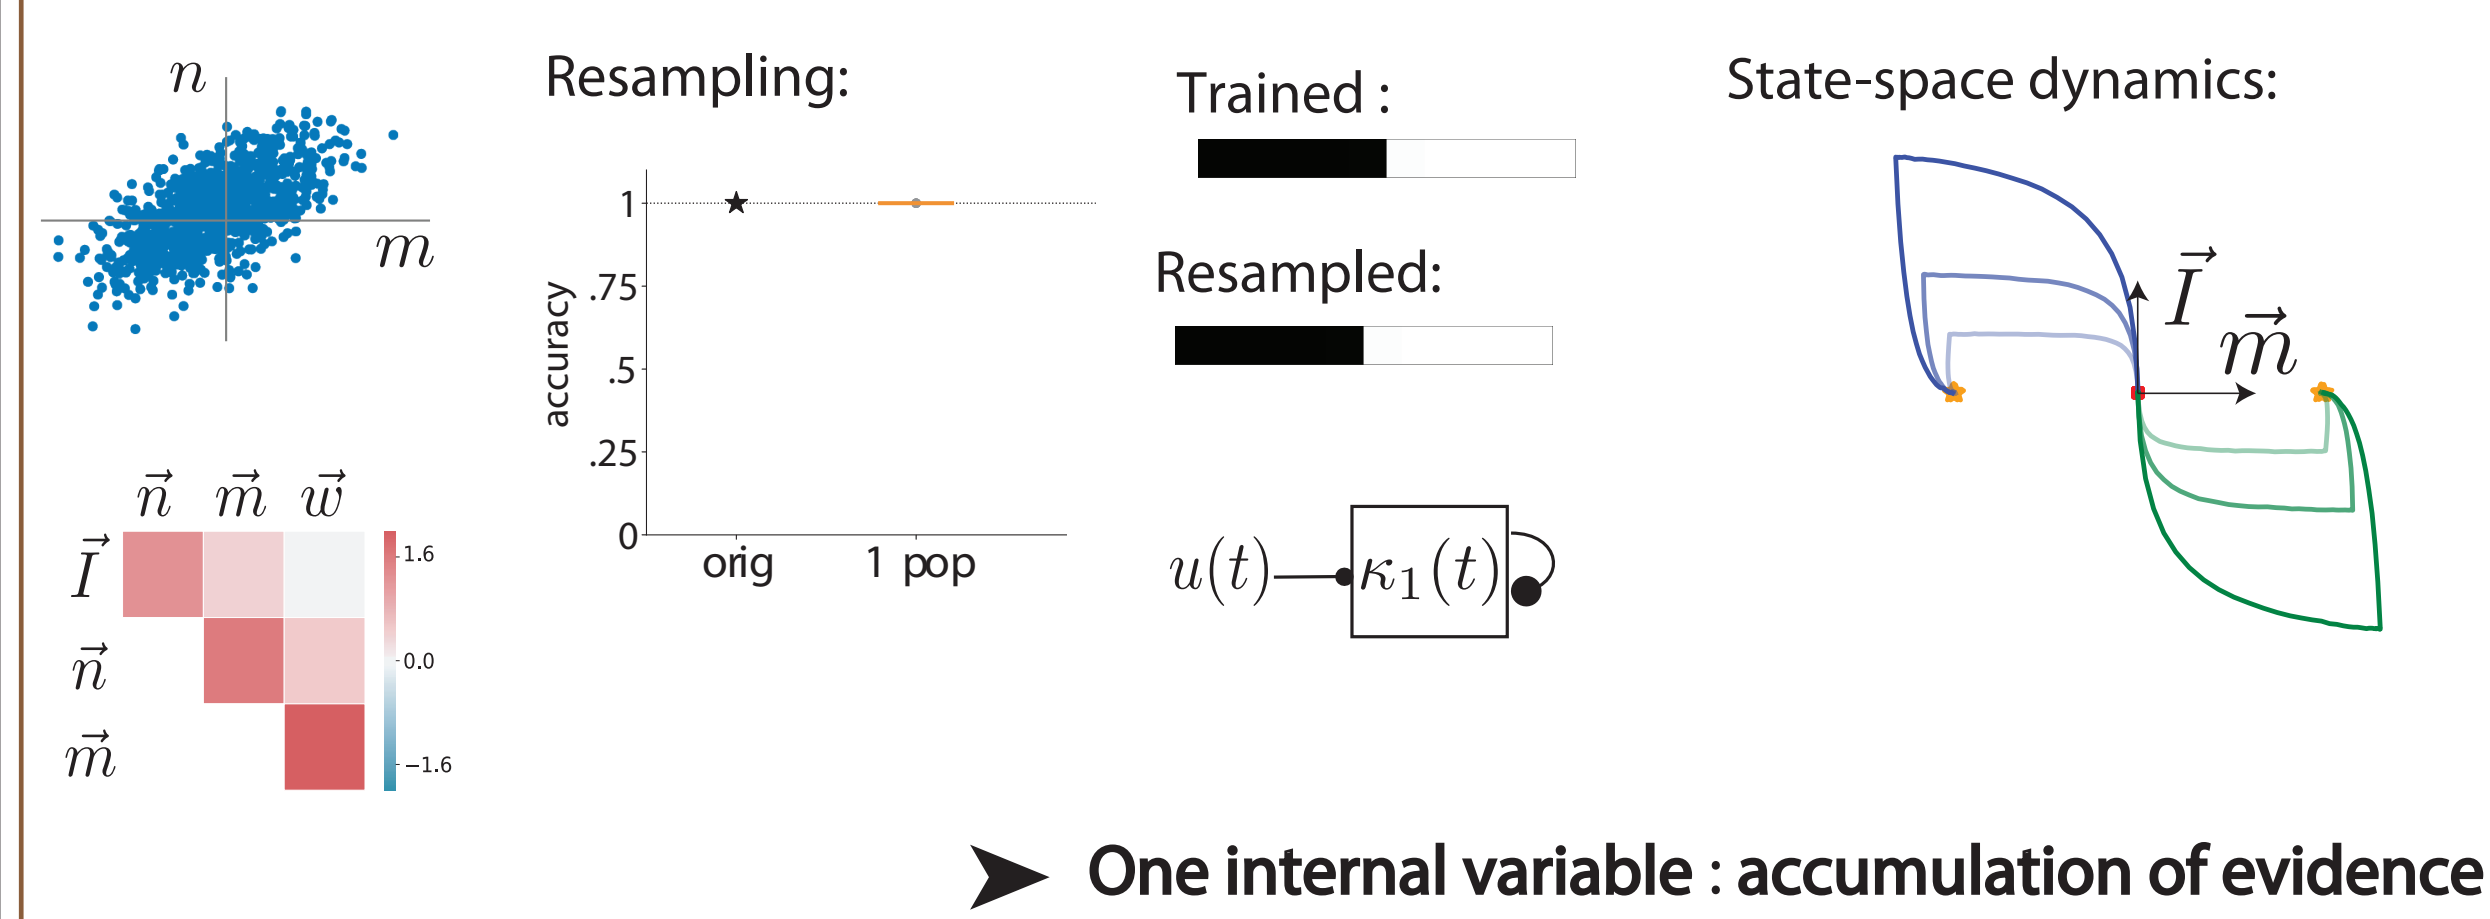 n
m
Resampling:
accuracy
1
.75
.5
.25
0
orig
1 pop
Trained :
Resampled:
u(t)
κ₁(t)
State-space dynamics:
I⃗
m⃗
n⃗ m⃗ w⃗
I⃗
n⃗
m⃗
1.6
0.0
−1.6
➤ One internal variable : accumulation of evidence